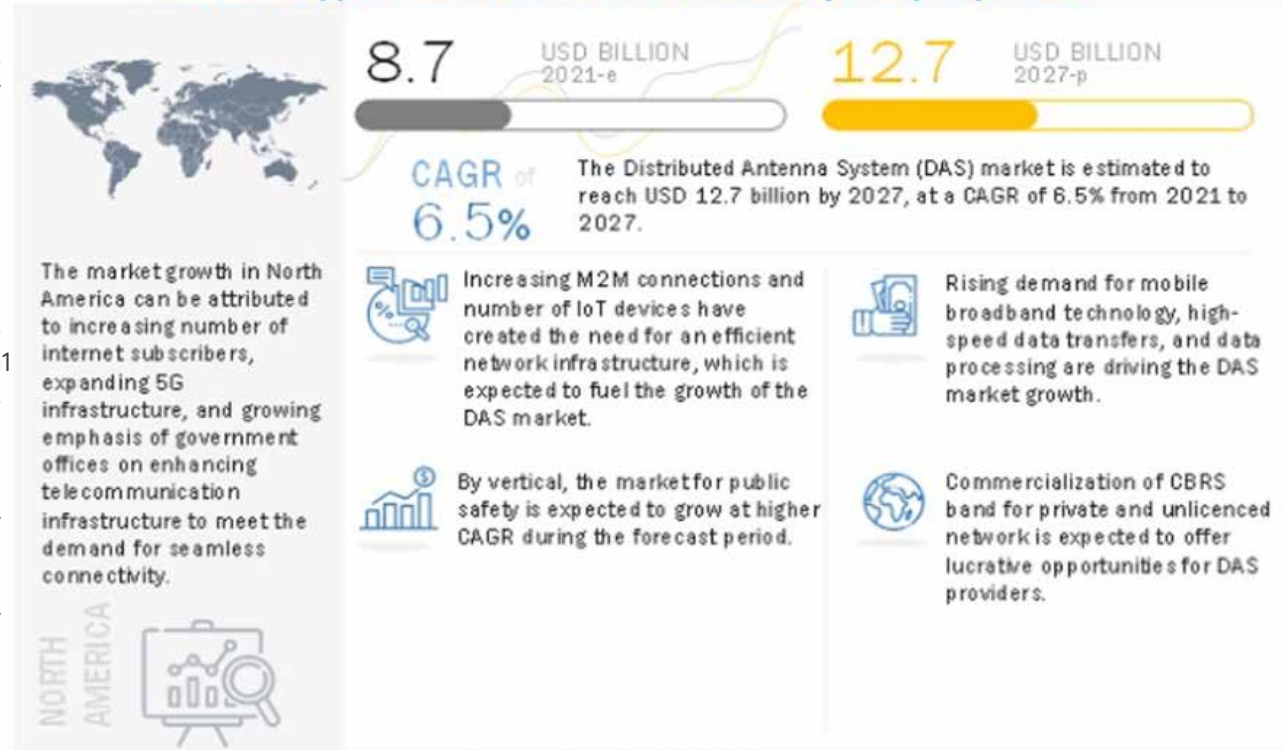 8.7
USD BILLION
2021-e
12.7
USD BILLION
2027-p
CAGR of
6.5%
The Distributed Antenna System (DAS) market is estimated to
reach USD 12.7 billion by 2027, at a CAGR of 6.5% from 2021 to
2027.
The market growth in North
America can be attributed
to increasing number of
internet subscribers,
expanding 5G
infrastructure, and growing
emphasis of government
offices on enhancing
telecommunication
infrastructure to meet the
demand for seamless
connectivity.
NORTH
AMERICA
Increasing M2M connections and
number of IoT devices have
created the need for an efficient
network infrastructure, which is
expected to fuel the growth of the
DAS market.
Rising demand for mobile
broadband technology, high-
speed data transfers, and data
processing are driving the DAS
market growth.
By vertical, the market for public
safety is expected to grow at higher
CAGR during the forecast period.
Commercialization of CBRS
band for private and unlicenced
network is expected to offer
lucrative opportunities for DAS
providers.